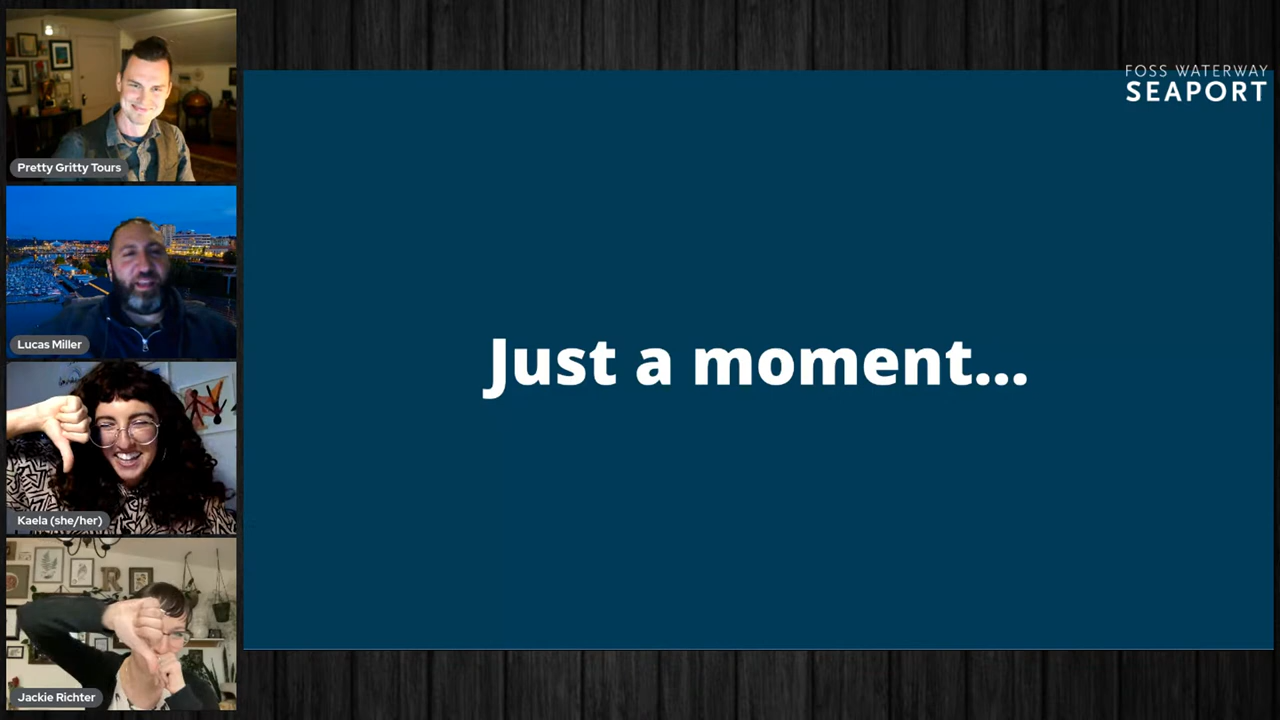 Pretty Gritty Tours
Lucas Miller
Kaela (she/her)
Jackie Richter
FOSS WATERWAY
SEAPORT
Just a moment...
R